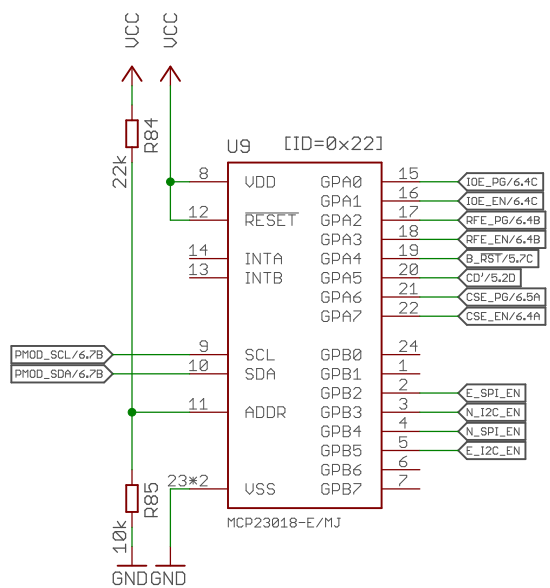 VCC
VCC
R84
22k
U9
[ID=0x22]
8
VDD
GPA0
15
IOE_PG/6.4C
GPA1
16
IOE_EN/6.4C
12
RESET
GPA2
17
RFE_PG/6.4B
GPA3
18
RFE_EN/6.4B
14
INTA
GPA4
19
B_RST/5.7C
13
INTB
GPA5
20
CD'/5.2D
GPA6
21
CSE_PG/6.5A
GPA7
22
CSE_EN/6.4A
PMOD_SCL/6.7B
9
SCL
GPB0
24
PMOD_SDA/6.7B
10
SDA
GPB1
1
GPB2
2
E_SPI_EN
11
ADDR
GPB3
3
N_I2C_EN
GPB4
4
N_SPI_EN
GPB5
5
E_I2C_EN
GPB6
6
23*2
VSS
GPB7
7
R85
10k
MCP23018-E/MJ
GND
GND